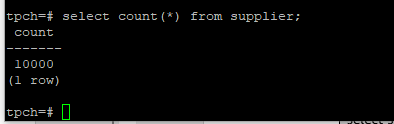 tpch=# select count(*) from supplier;
count
-------
10000
(1 row)
tpch=#